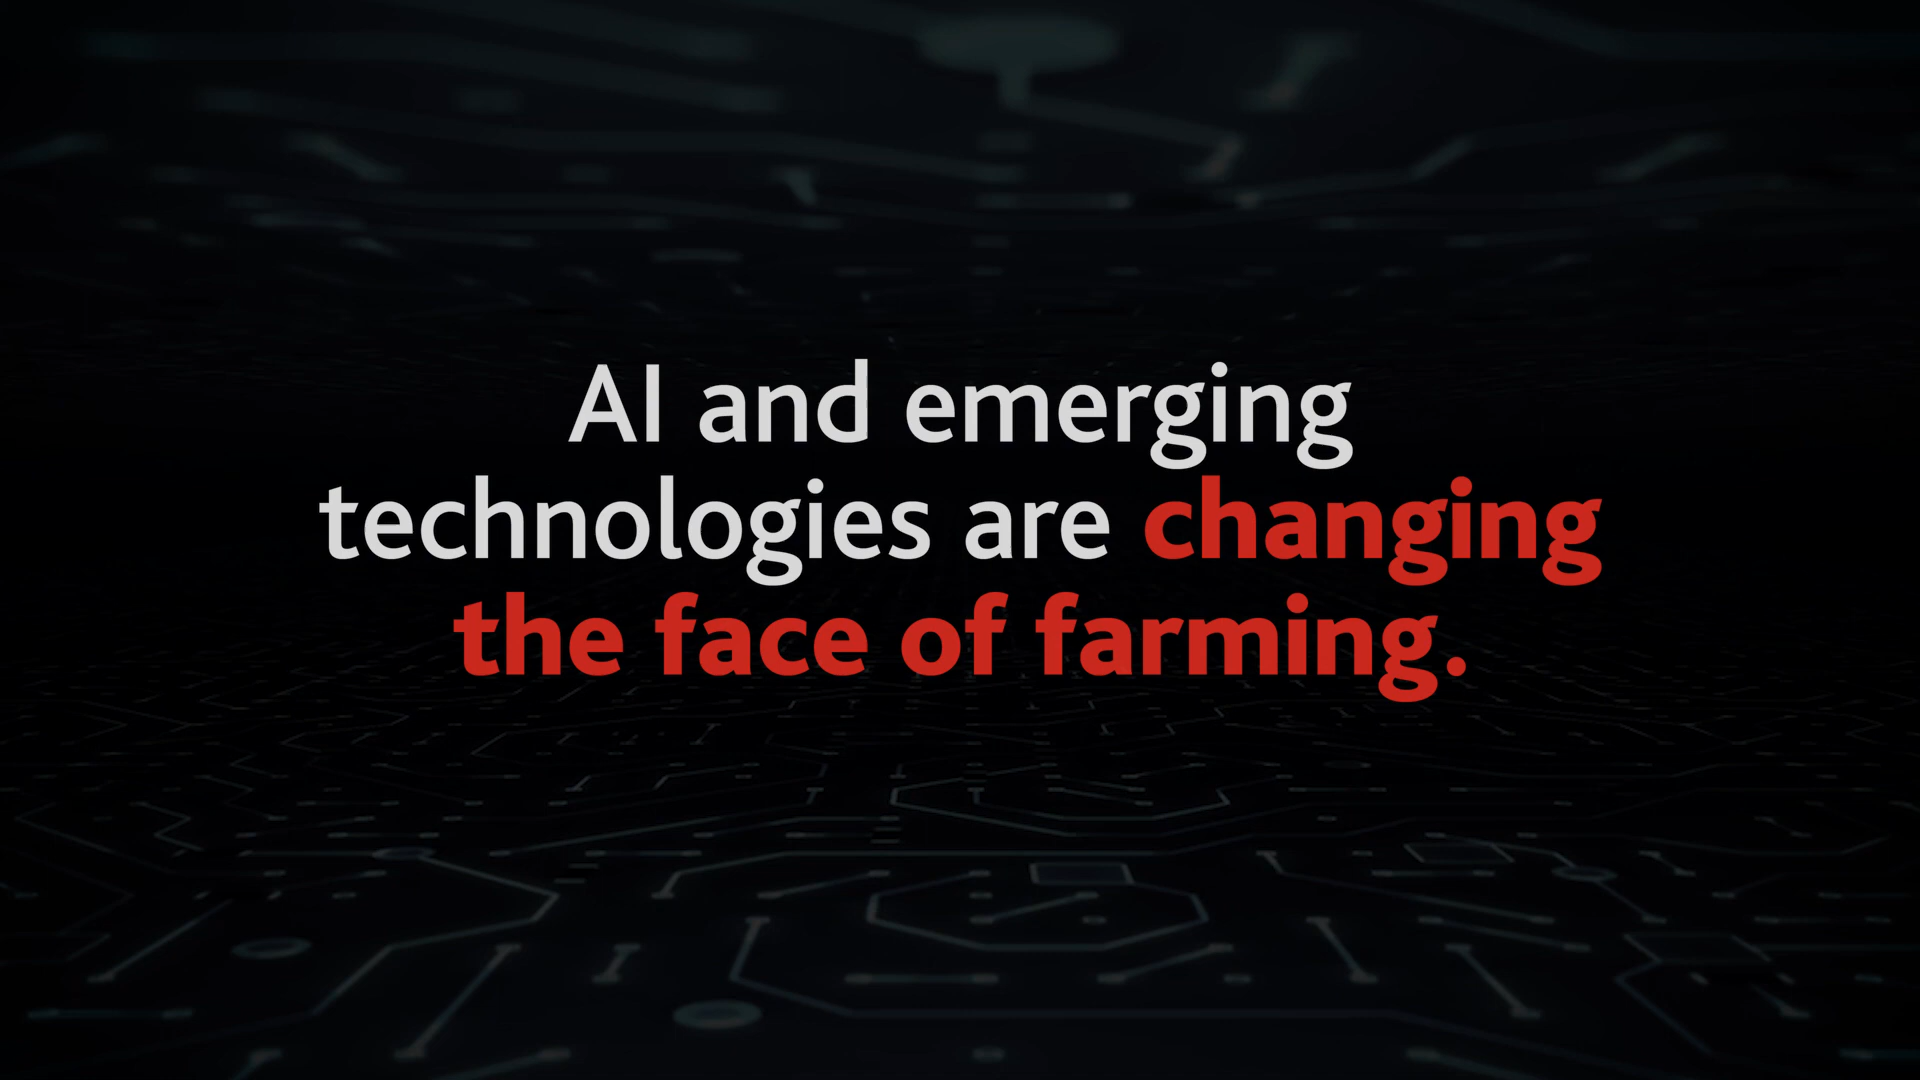 AI and emerging
technologies are changing
the face of farming.